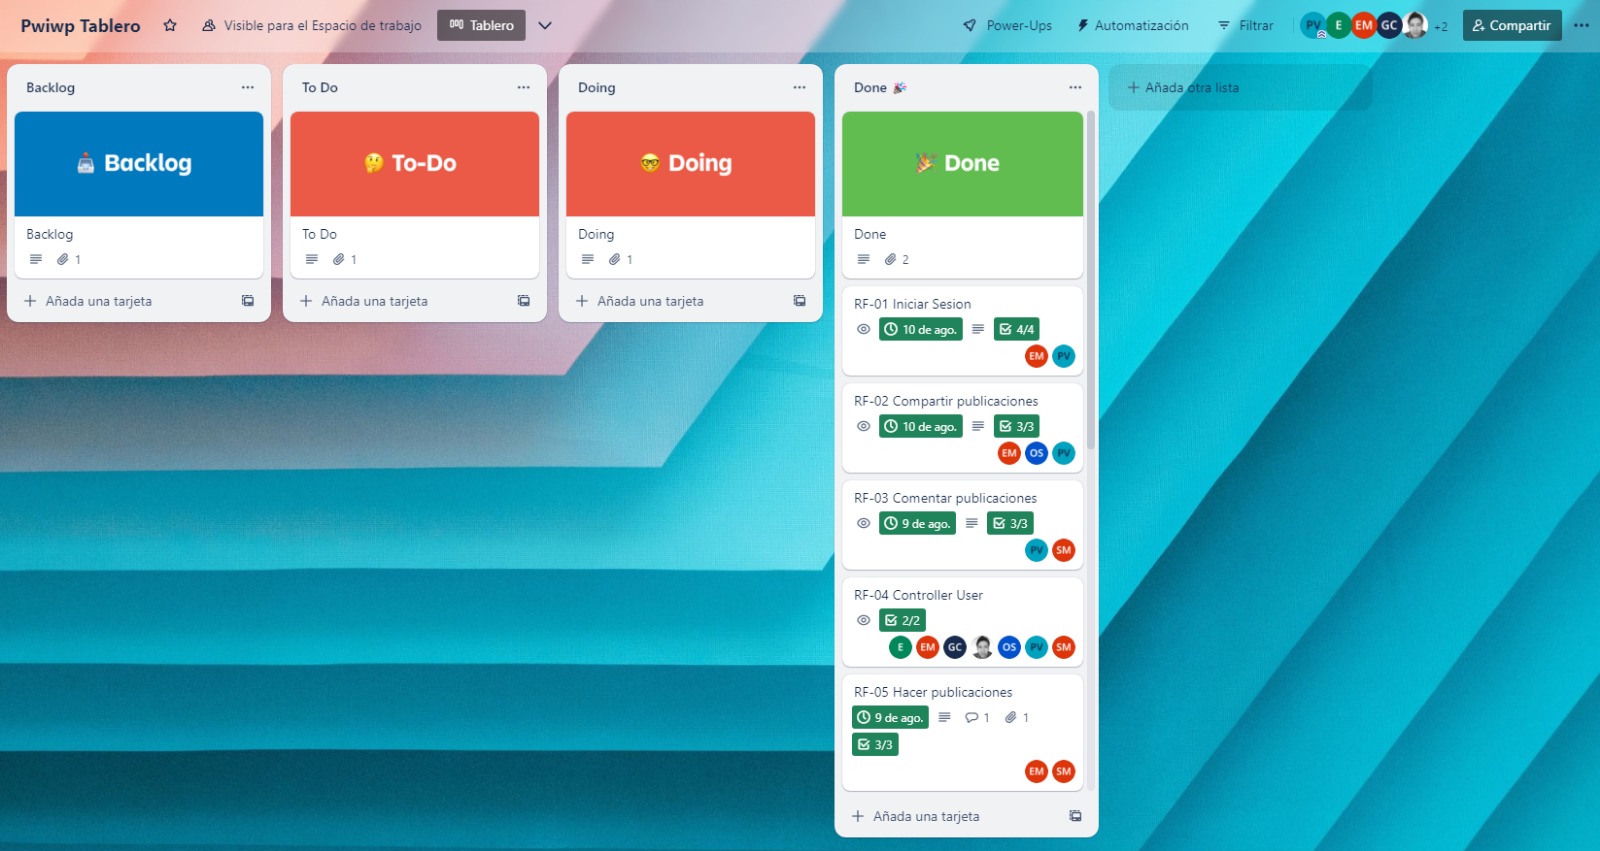 Pwiwp Tablero
Visible para el Espacio de trabajo
Tablero
Power-Ups
Automatización
Filtrar
PV E EM GC +2
Compartir
Backlog
Backlog
Backlog
1
Añada una tarjeta
To Do
To-Do
To Do
1
Añada una tarjeta
Doing
Doing
Doing
1
Añada una tarjeta
Done
Done
Done
2
RF-01 Iniciar Sesion
10 de ago. 4/4
EM PV
RF-02 Compartir publicaciones
10 de ago. 3/3
EM OS PV
RF-03 Comentar publicaciones
9 de ago. 3/3
PV SM
RF-04 Controller User
2/2
E EM GC OS PV SM
RF-05 Hacer publicaciones
9 de ago. 1 1
3/3
EM SM
Añada una tarjeta
Añada otra lista